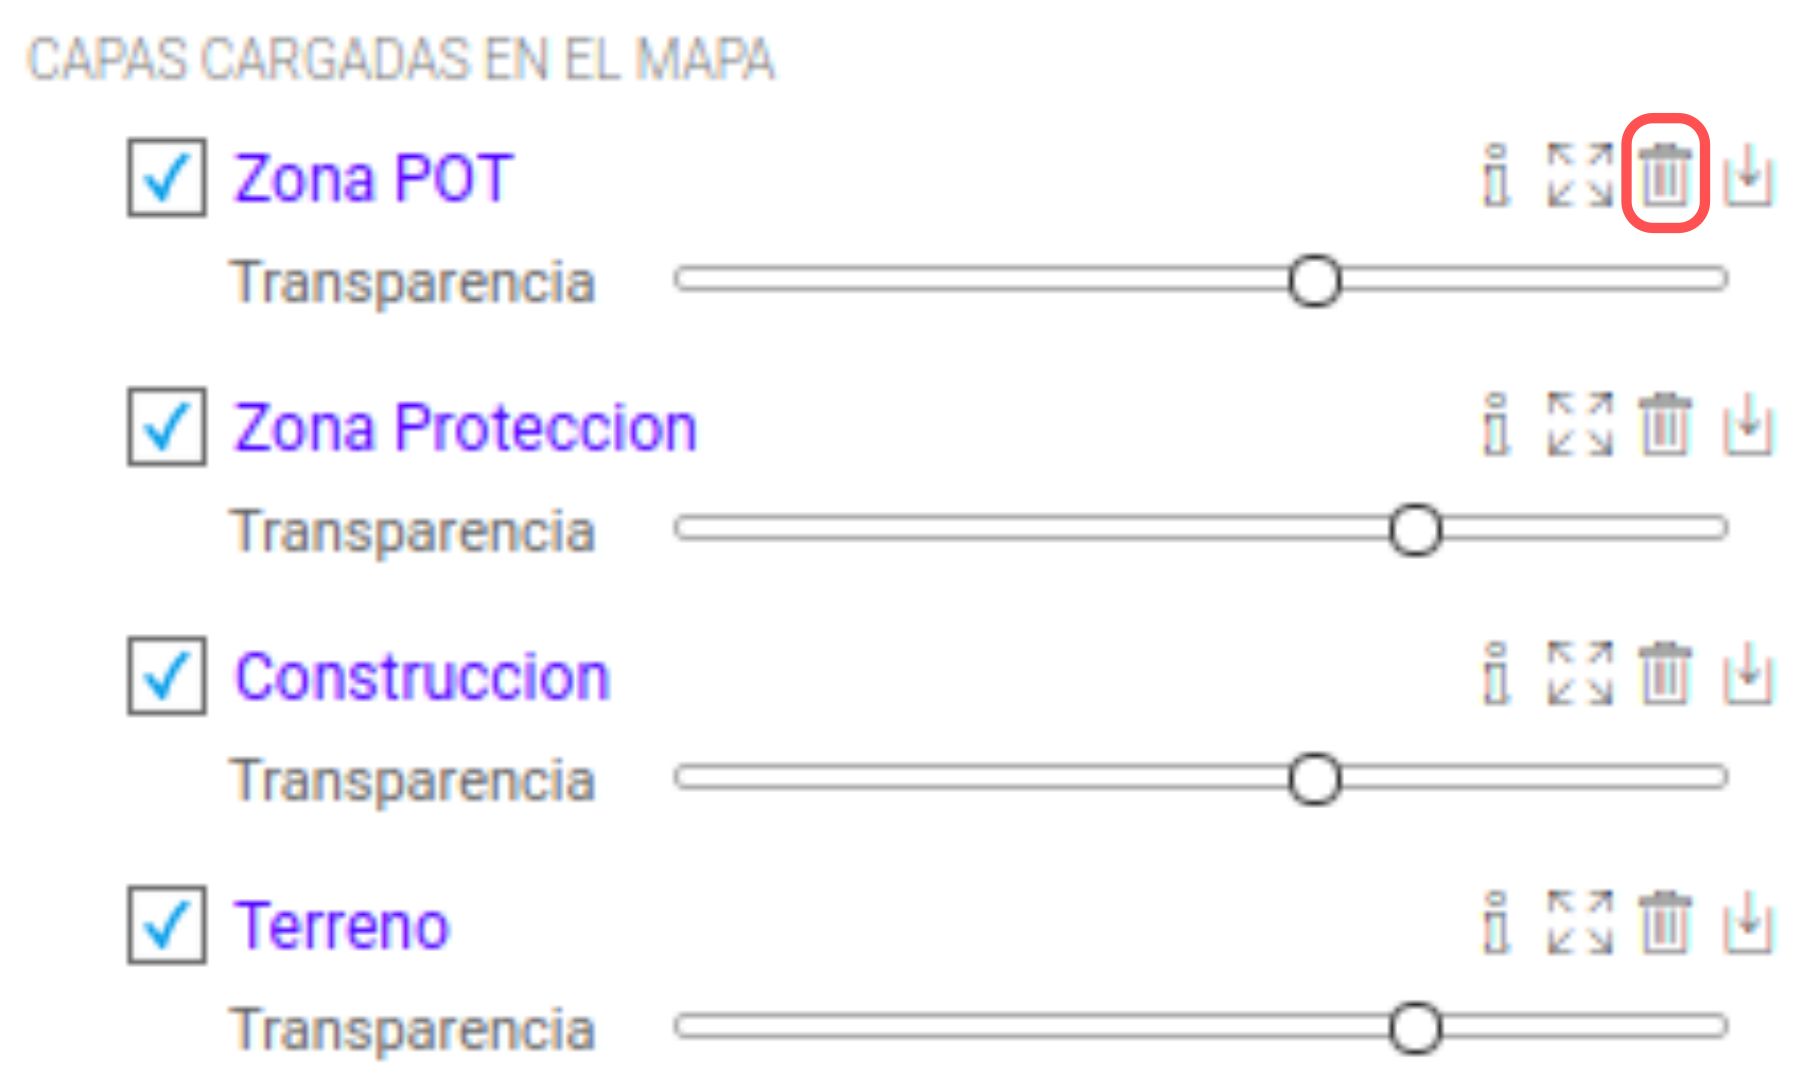 CAPAS CARGADAS EN EL MAPA
Zona POT
Transparencia
Zona Proteccion
Transparencia
Construccion
Transparencia
Terreno
Transparencia